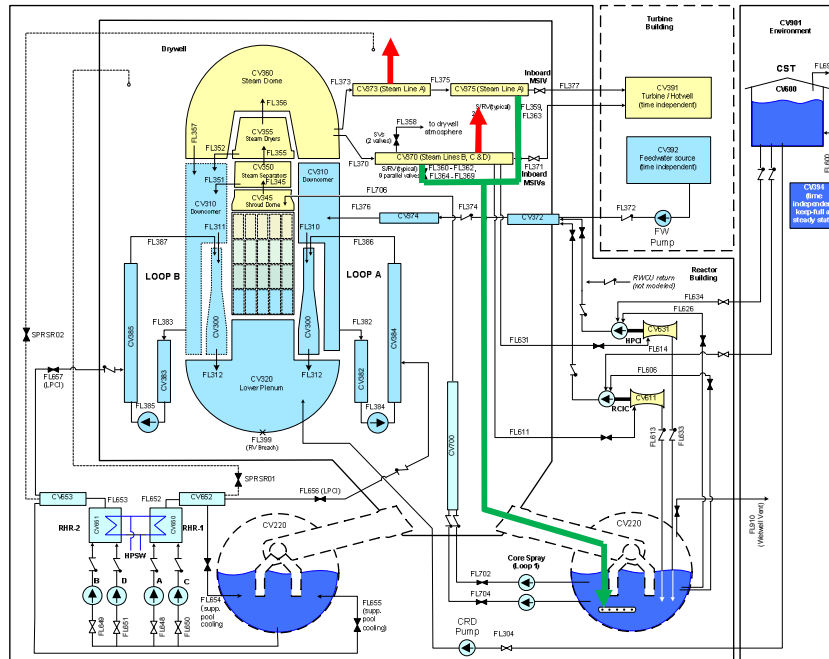 Drywell
CV360
Steam Dome
FL356
FL357
FL352
CV355
Steam Dryers
FL355
CV350
Steam Separators
FL351
FL345
CV345
Shroud Dome
CV310
Downcomer
CV310
Downcomer
FL311
FL310
FL387
FL386
LOOP B
LOOP A
CV300
CV300
FL312
FL312
CV320
Lower Plenum
FL399
(RV Breach)
CV385
CV383
FL383
FL385
FL382
CV382
CV384
FL384
FL373
CV373 (Steam Line A)
FL375
CV375 (Steam Line A)
Inboard
MSIV
FL377
S/RV(typical)
FL359,
FL363
SVs
(2 valves)
FL358
to drywell
atmosphere
S/RV(typical)
FL370
CV370 (Steam Lines B, C & D)
S/RV(typical)
9 parallel valves
FL360 - FL362,
FL364 - FL369
FL371
Inboard
MSIVs
FL706
FL376
CV374
FL374
CV372
FL372
Turbine
Building
CV391
Turbine / Hotwell
(time independent)
CV392
Feedwater source
(time independent)
FW
Pump
CV901
Environment
CST
CV600
CV394
(time
Reactor
Building
RWCU return
(not modeled)
FL634
FL626
CV631
HPCI
FL631
FL614
FL606
CV611
RCIC
FL611
FL613
FL633
CV700
SPRSR02
FL657
(LPCI)
SPRSR01
FL656 (LPCI)
CV653
FL653
FL652
CV652
RHR-2
CV651
CV650
RHR-1
HPSW
B
D
A
C
FL649
FL651
FL648
FL650
FL654
(supp.
pool
cooling)
FL655
(supp.
pool
cooling)
CV220
CV220
Core Spray
(Loop 1)
FL702
FL704
CRD
Pump
FL304
FL910
(Wetwell Vent)